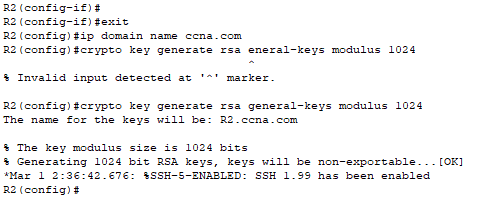 R2(config-if)#
R2(config-if)#exit
R2(config)#ip domain name ccna.com
R2(config)#crypto key generate rsa eneral-keys modulus 1024
^
% Invalid input detected at '^' marker.
R2(config)#crypto key generate rsa general-keys modulus 1024
The name for the keys will be: R2.ccna.com
% The key modulus size is 1024 bits
% Generating 1024 bit RSA keys, keys will be non-exportable...[OK]
*Mar 1 2:36:42.676: %SSH-5-ENABLED: SSH 1.99 has been enabled
R2(config)#